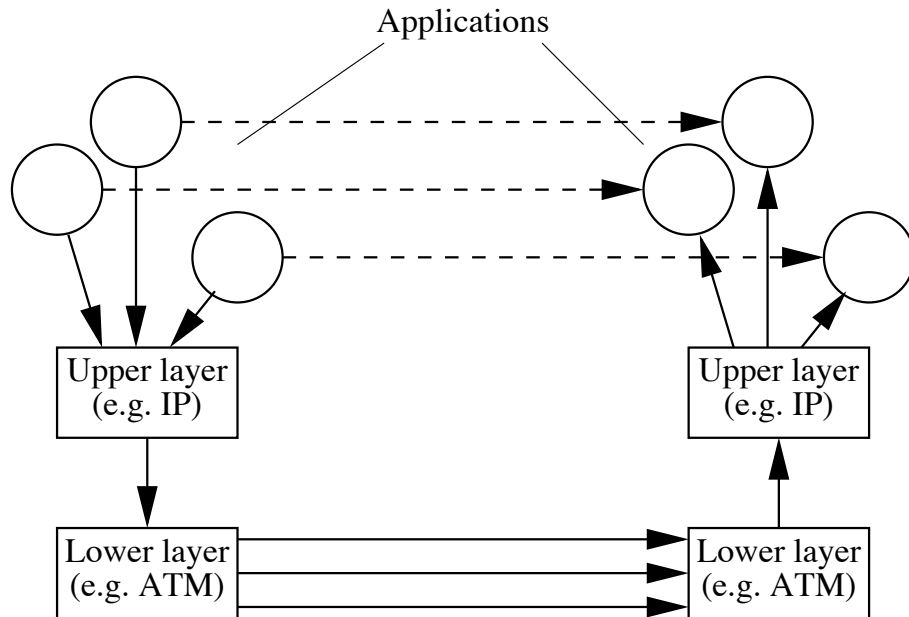 Applications
Upper layer
(e.g. IP)
Upper layer
(e.g. IP)
Lower layer
(e.g. ATM)
Lower layer
(e.g. ATM)